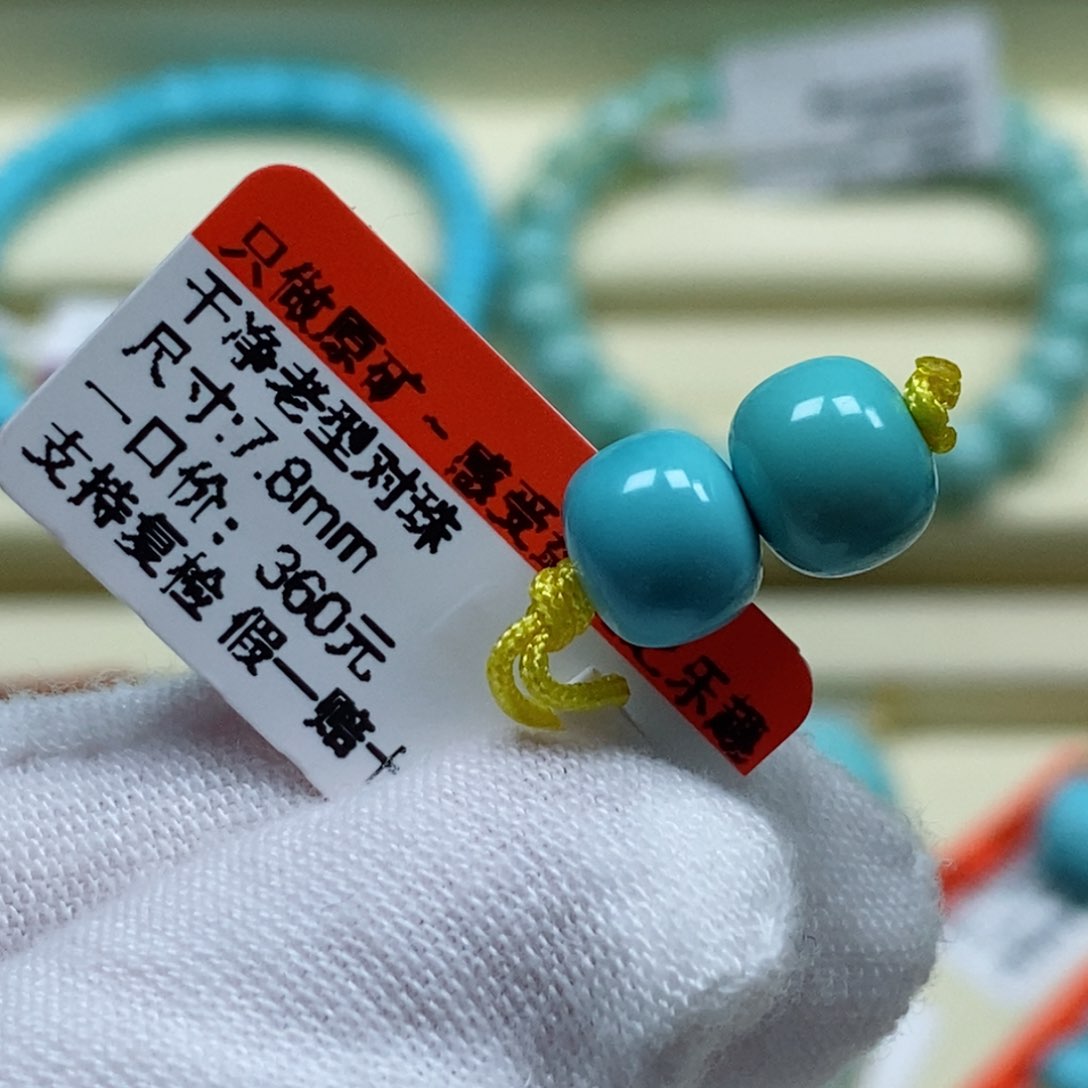 只做原矿~感受 乐趣
干净老型对珠
尺寸:7.8mm
一口价: 360元
支持复检 假一赔十